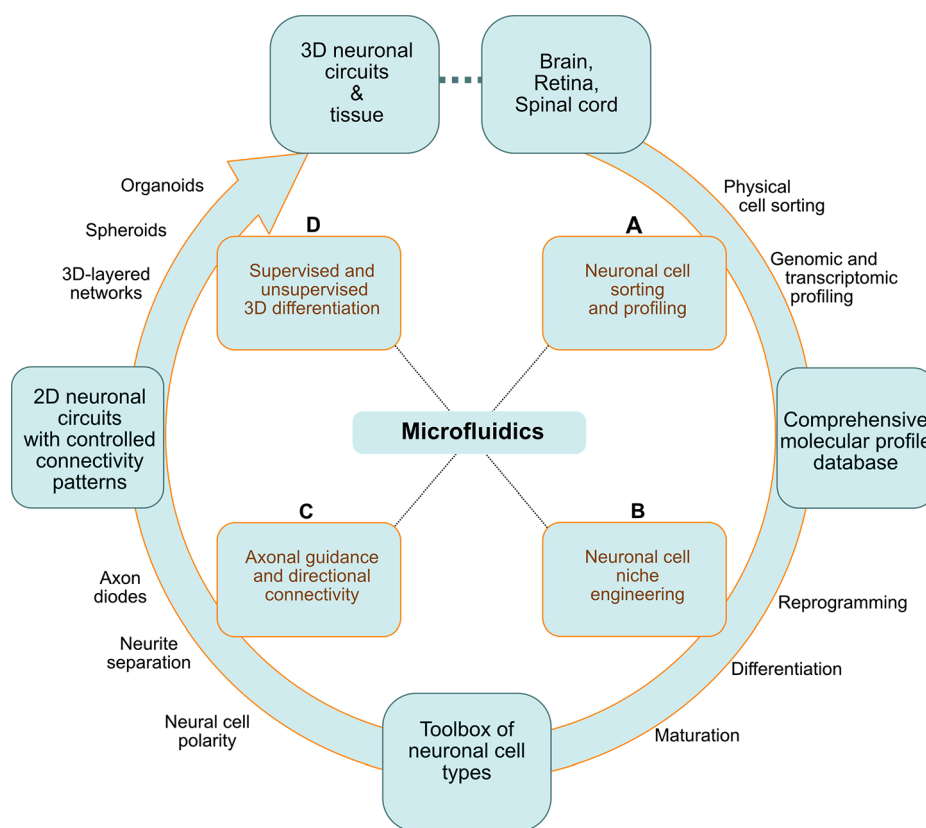 3D neuronal
circuits
&
tissue
Brain,
Retina,
Spinal cord
Organoids
Spheroids
3D-layered
networks
Physical
cell sorting
Genomic and
transcriptomic
profiling
D
Supervised and
unsupervised
3D differentiation
A
Neuronal cell
sorting
and profiling
2D neuronal
circuits
with controlled
connectivity
patterns
Microfluidics
Comprehensive
molecular profile
database
C
Axonal guidance
and directional
connectivity
B
Neuronal cell
niche
engineering
Axon
diodes
Neurite
separation
Neural cell
polarity
Reprogramming
Differentiation
Maturation
Toolbox of
neuronal cell
types